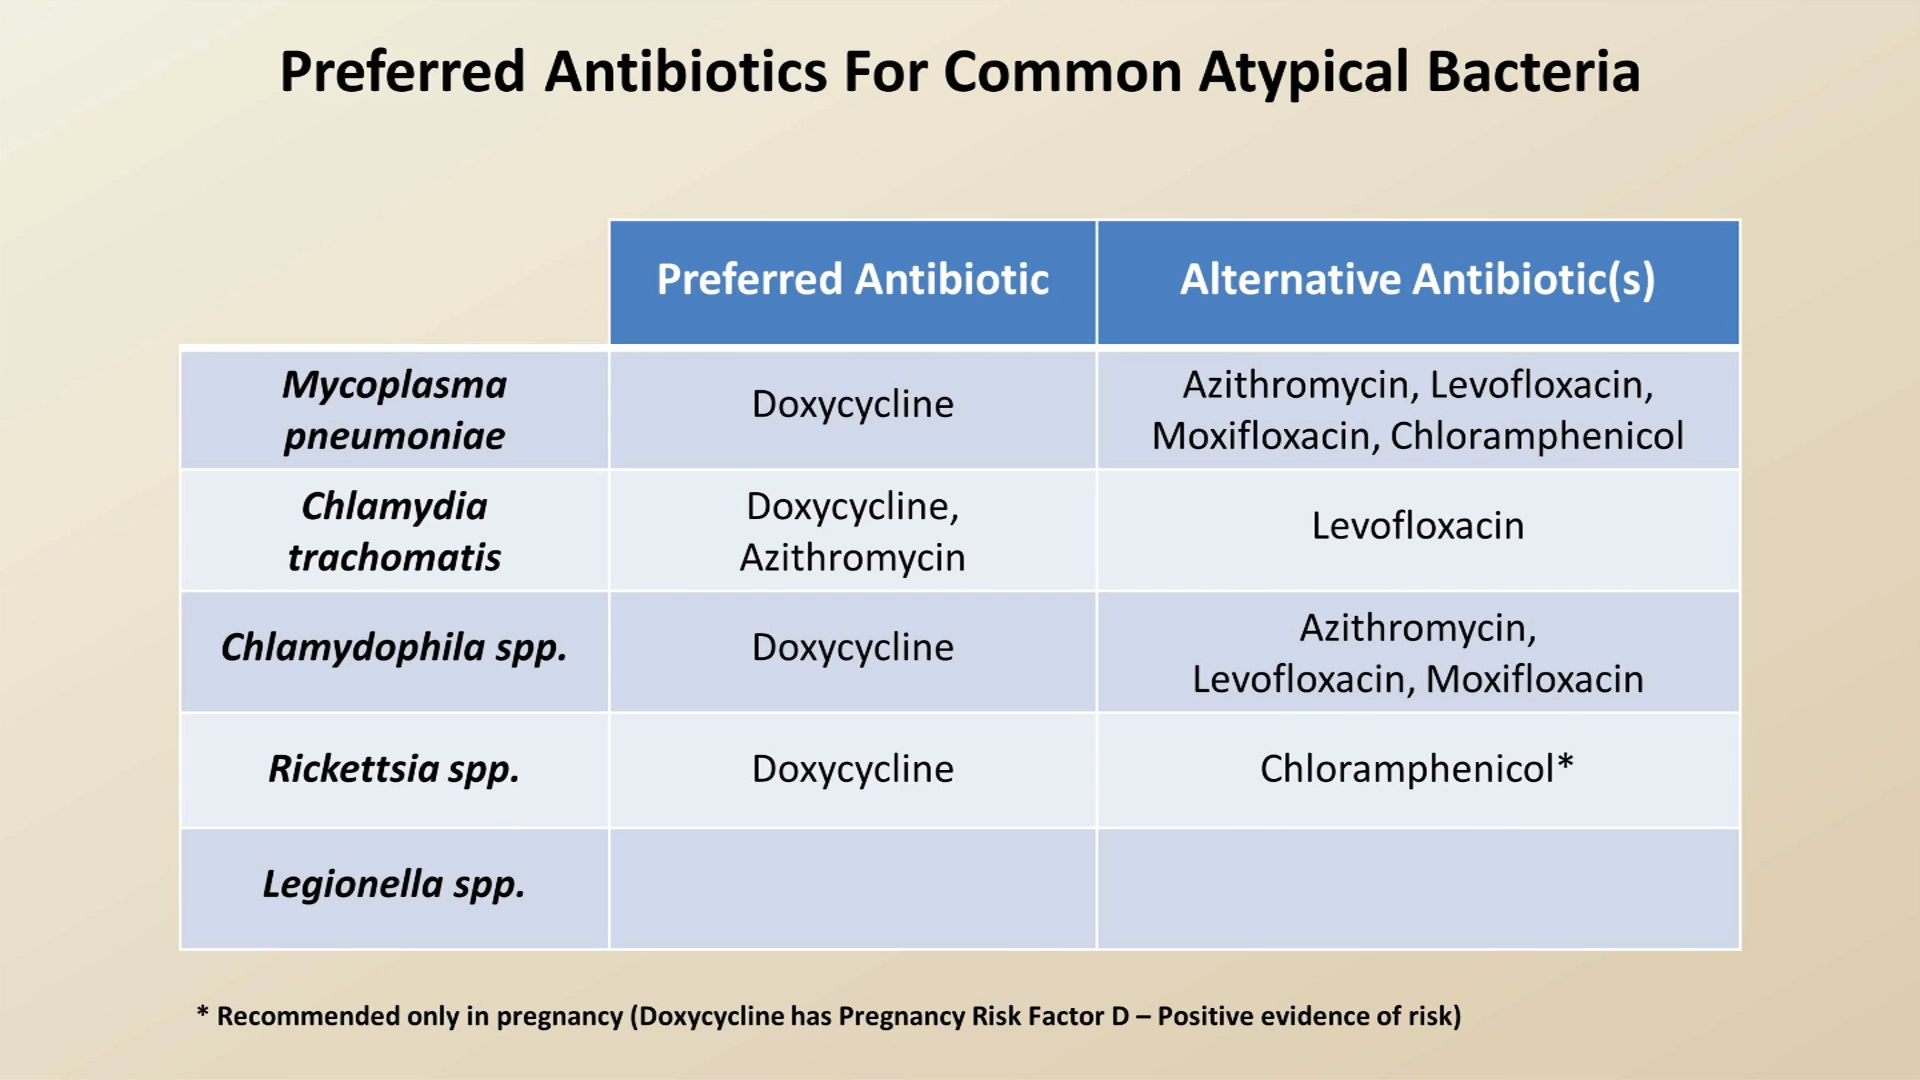 Preferred Antibiotics For Common Atypical Bacteria
Preferred Antibiotic
Alternative Antibiotic(s)
Mycoplasma
pneumoniae
Doxycycline
Azithromycin, Levofloxacin,
Moxifloxacin, Chloramphenicol
Chlamydia
trachomatis
Doxycycline,
Azithromycin
Levofloxacin
Chlamydophila spp.
Doxycycline
Azithromycin,
Levofloxacin, Moxifloxacin
Rickettsia spp.
Doxycycline
Chloramphenicol*
Legionella spp.
* Recommended only in pregnancy (Doxycycline has Pregnancy Risk Factor D – Positive evidence of risk)